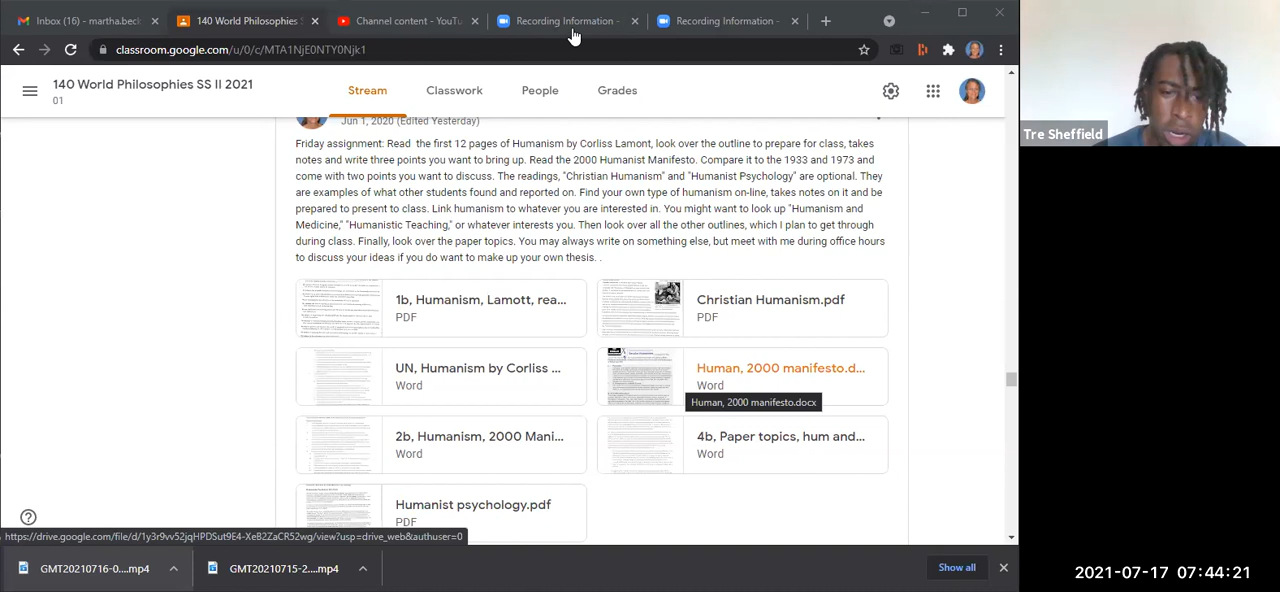 Inbox (16) - martha.bec
140 World Philosophies S
Channel content - YouTu
Recording Information -
Recording Information -
classroom.google.com/u/0/c/MTA1NjE0NTY0Njk1
140 World Philosophies SS II 2021
01
Stream
Classwork
People
Grades
Jun 1, 2020 (Edited Yesterday)
Friday assignment: Read the first 12 pages of Humanism by Corliss Lamont, look over the outline to prepare for class, takes
notes and write three points you want to bring up. Read the 2000 Humanist Manifesto. Compare it to the 1933 and 1973 and
come with two points you want to discuss. The readings, "Christian Humanism" and "Humanist Psychology" are optional. They
are examples of what other students found and reported on. Find your own type of humanism on-line, takes notes on it and be
prepared to present to class. Link humanism to whatever you are interested in. You might want to look up "Humanism and
Medicine," "Humanistic Teaching," or whatever interests you. Then look over all the other outlines, which I plan to get through
during class. Finally, look over the paper topics. You may always write on something else, but meet with me during office hours
to discuss your ideas if you do want to make up your own thesis. .
1b, Humanism, Lamott, rea...
PDF
Christian Humanism.pdf
PDF
UN, Humanism by Corliss ...
Word
Human, 2000 manifesto.d...
Word
Human, 2000 manifesto.docx
2b, Humanism, 2000 Mani...
Word
4b, Paper topics, hum and...
Word
Humanist psychology.pdf
PDF
https://drive.google.com/file/d/1y3r9vv52jqHPDSut9E4-XeB2ZaCR52wg/view?usp=drive_web&authuser=0
GMT20210716-0....mp4
GMT20210715-2....mp4
Show all
Tre Sheffield
2021-07-17 07:44:21